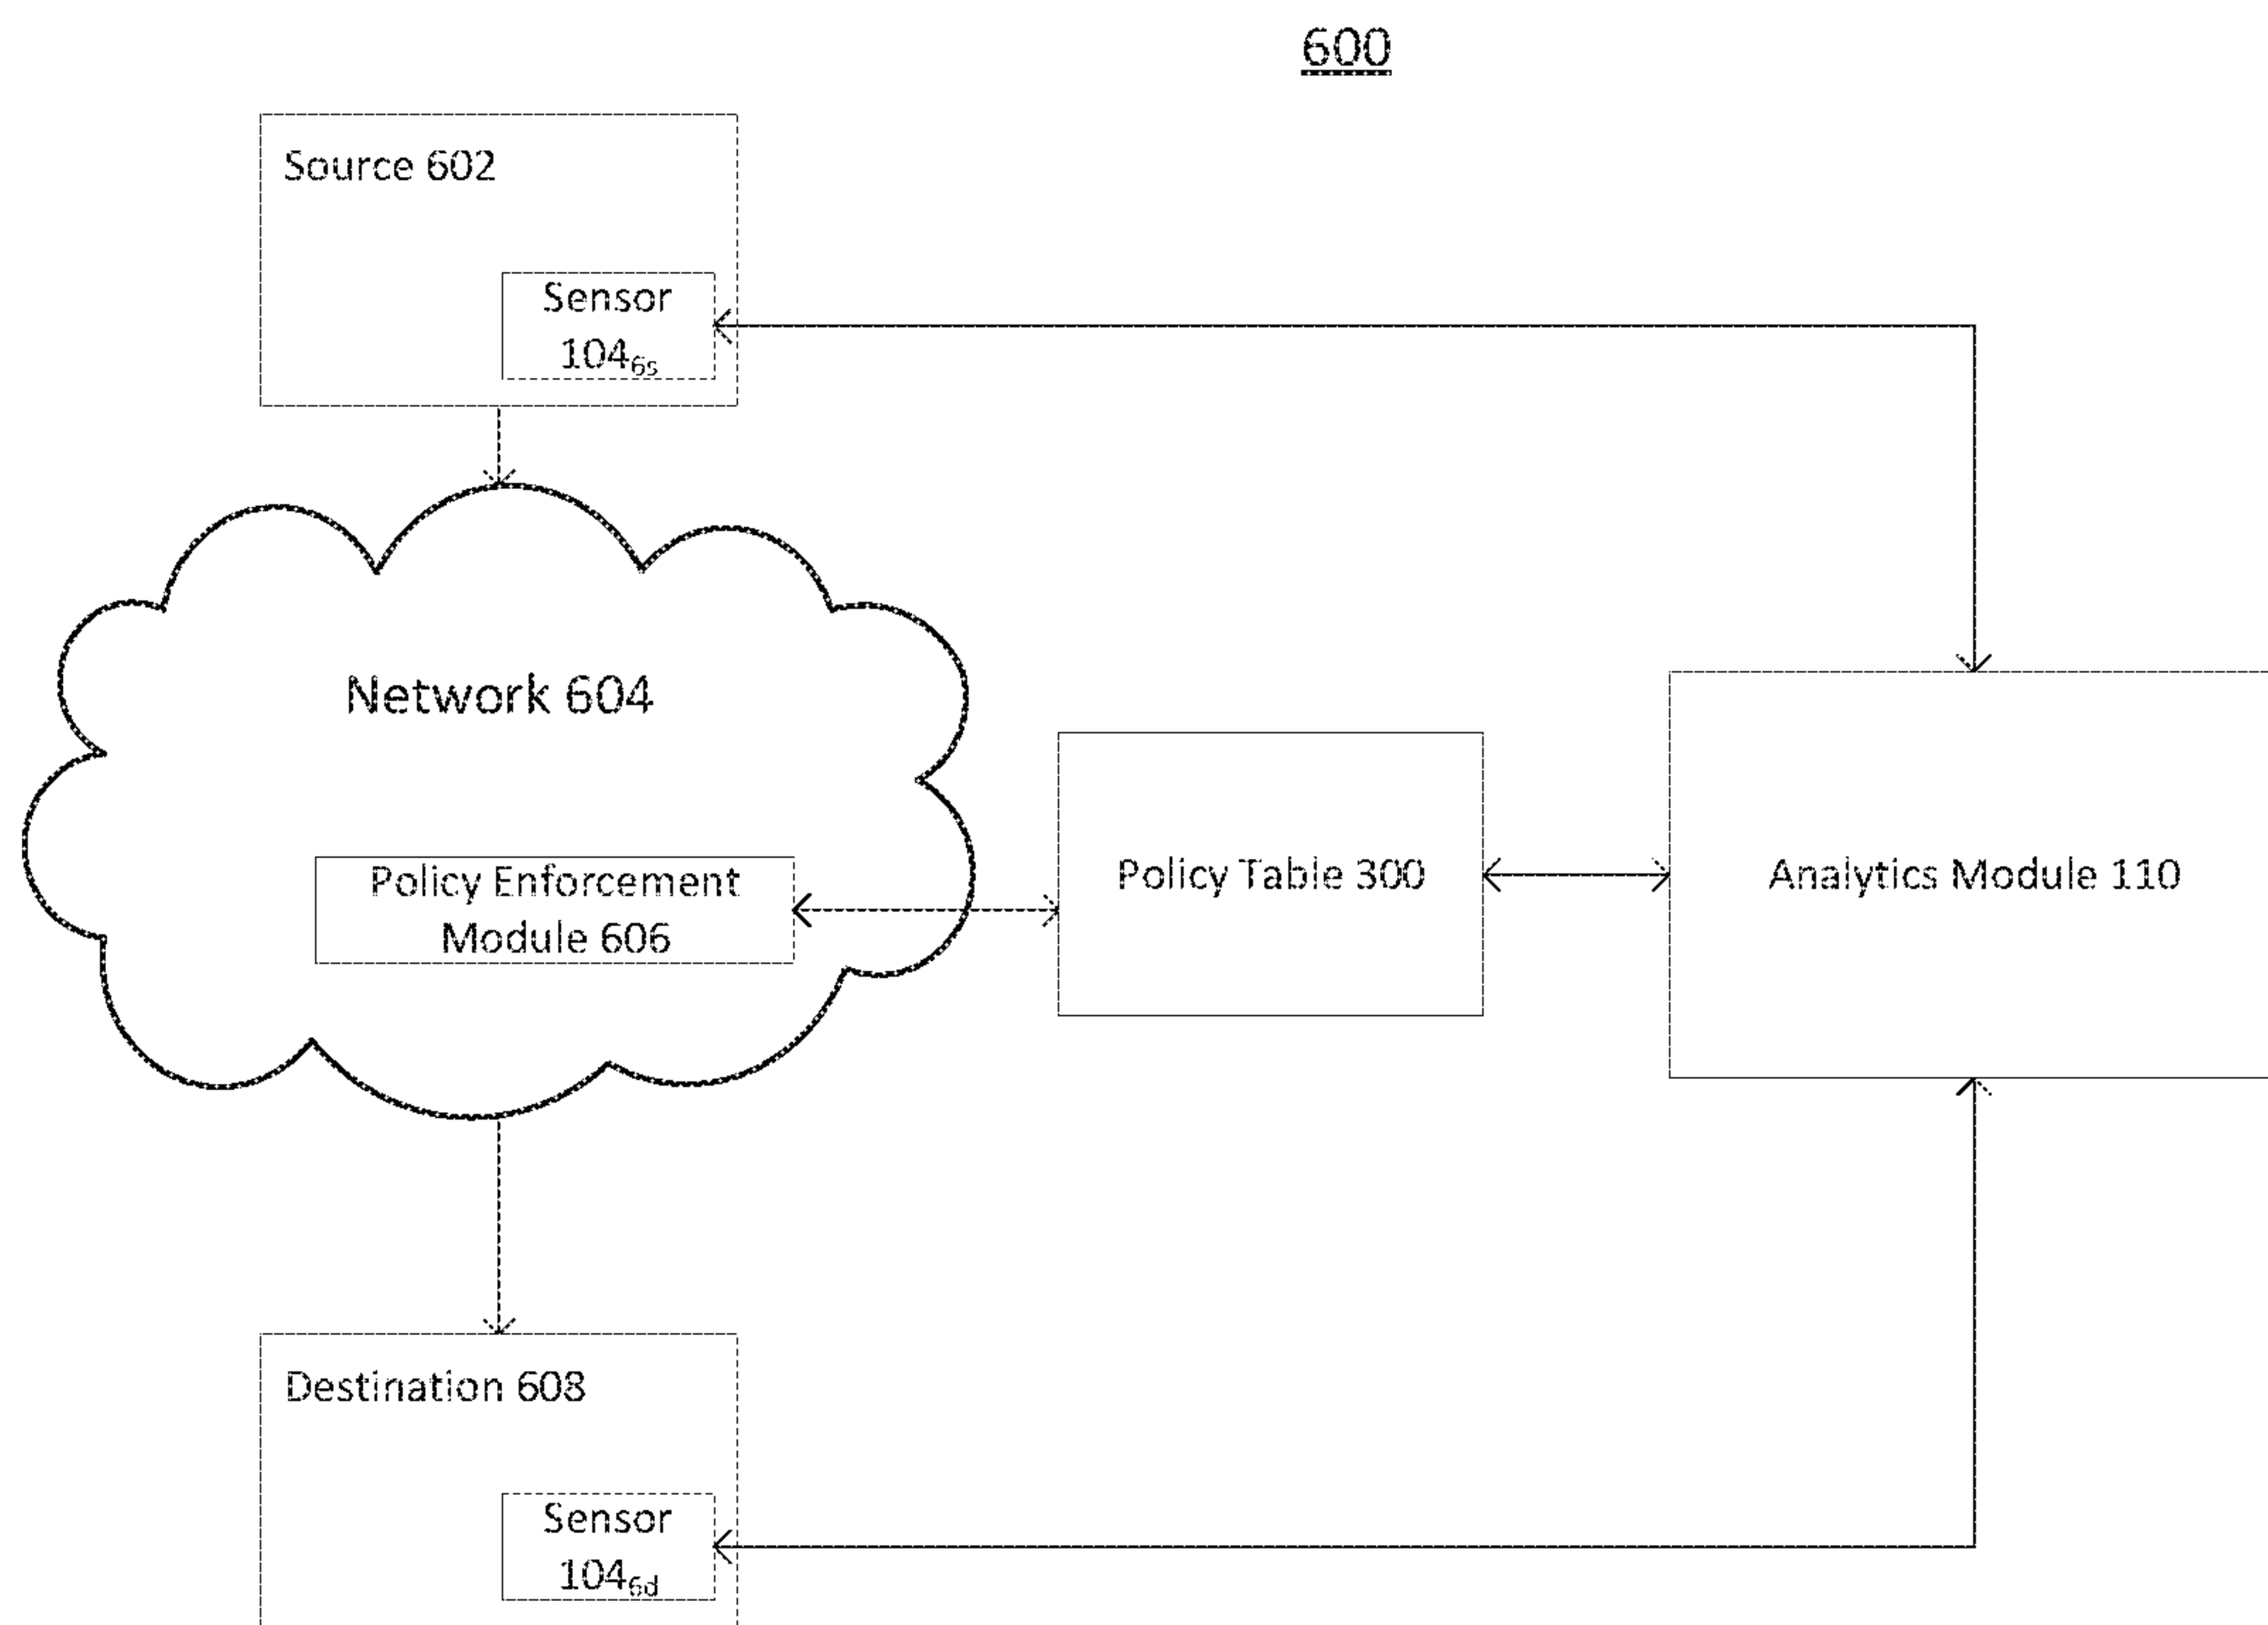 600
Source 602
Sensor
104₆ₛ
Network 604
Policy Enforcement
Module 606
Policy Table 300
Analytics Module 110
Destination 608
Sensor
104₆d